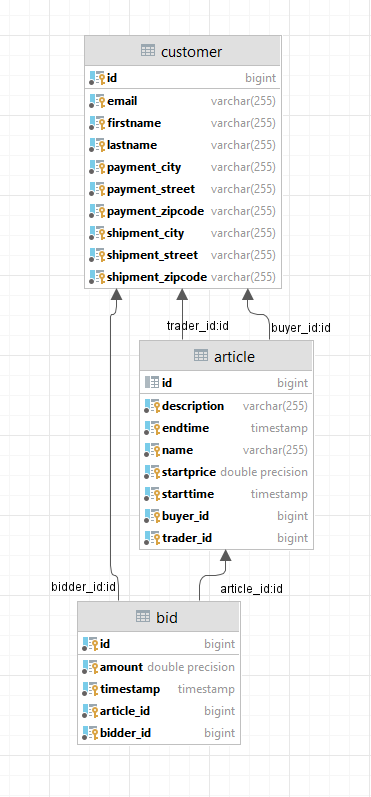 customer
id bigint
email varchar(255)
firstname varchar(255)
lastname varchar(255)
payment_city varchar(255)
payment_street varchar(255)
payment_zipcode varchar(255)
shipment_city varchar(255)
shipment_street varchar(255)
shipment_zipcode varchar(255)
trader_id:id buyer_id:id
article
id bigint
description varchar(255)
endtime timestamp
name varchar(255)
startprice double precision
starttime timestamp
buyer_id bigint
trader_id bigint
bidder_id:id article_id:id
bid
id bigint
amount double precision
timestamp timestamp
article_id bigint
bidder_id bigint